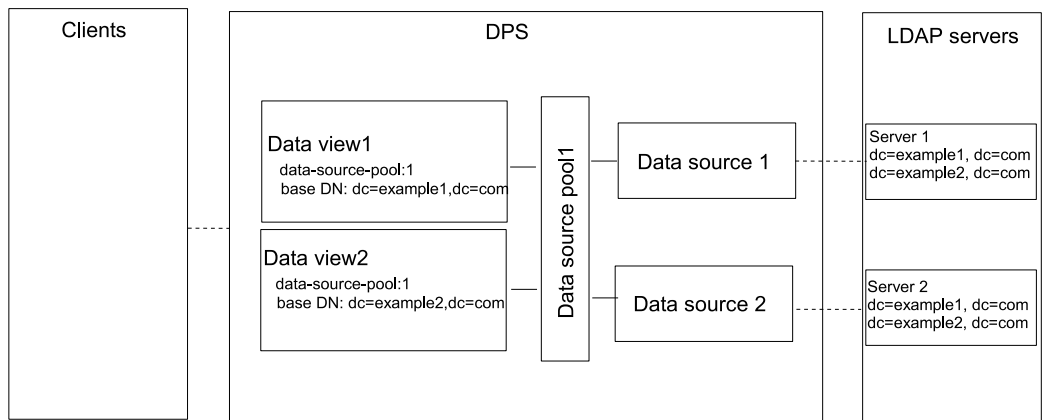 Clients
DPS
LDAP servers
Data view1
data-source-pool:1
base DN: dc=example1,dc=com
Data view2
data-source-pool:1
base DN: dc=example2,dc=com
Data source pool1
Data source 1
Data source 2
Server 1
dc=example1, dc=com
dc=example2, dc=com
Server 2
dc=example1, dc=com
dc=example2, dc=com